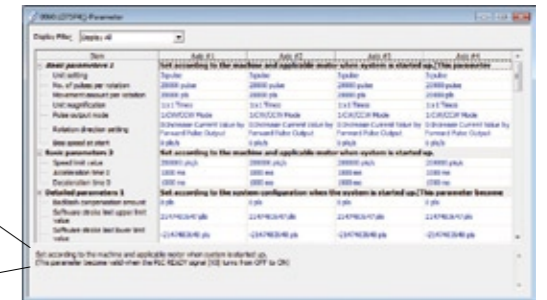 0060:LD75P4[]-Parameter
Display Filter Display All
Item Axis #1 Axis #2 Axis #3 Axis #4
Basic parameters 1 Set according to the machine and applicable motor when system is started up.(This parameter
Unit setting 3:pulse 3:pulse 3:pulse 3:pulse
No. of pulses per rotation 20000 pulse 20000 pulse 20000 pulse 20000 pulse
Movement amount per rotation 20000 pls 20000 pls 20000 pls 20000 pls
Unit magnification 1:x1 Times 1:x1 Times 1:x1 Times 1:x1 Times
Pulse output mode 1:CW/CCW Mode 1:CW/CCW Mode 1:CW/CCW Mode 1:CW/CCW Mode
Rotation direction setting 0:Increase Current Value by Forward Pulse Output 0:Increase Current Value by Forward Pulse Output 0:Increase Current Value by Forward Pulse Output 0:Increase Current Value by Forward Pulse Output
Bias speed at start 0 pls/s 0 pls/s 0 pls/s 0 pls/s
Basic parameters 2 Set according to the machine and applicable motor when system is started up.
Speed limit value 200000 pls/s 200000 pls/s 200000 pls/s 200000 pls/s
Acceleration time 0 1000 ms 1000 ms 1000 ms 1000 ms
Deceleration time 0 1000 ms 1000 ms 1000 ms 1000 ms
Detailed parameters 1 Set according to the system configuration when the system is started up.(This parameter become
Backlash compensation amount 0 pls 0 pls 0 pls 0 pls
Software stroke limit upper limit value 2147483647 pls 2147483647 pls 2147483647 pls 2147483647 pls
Software stroke limit lower limit value -2147483648 pls -2147483648 pls -2147483648 pls -2147483648 pls
Set according to the machine and applicable motor when system is started up.
(This parameter become valid when the PLC READY signal [Y0] turns from OFF to ON)